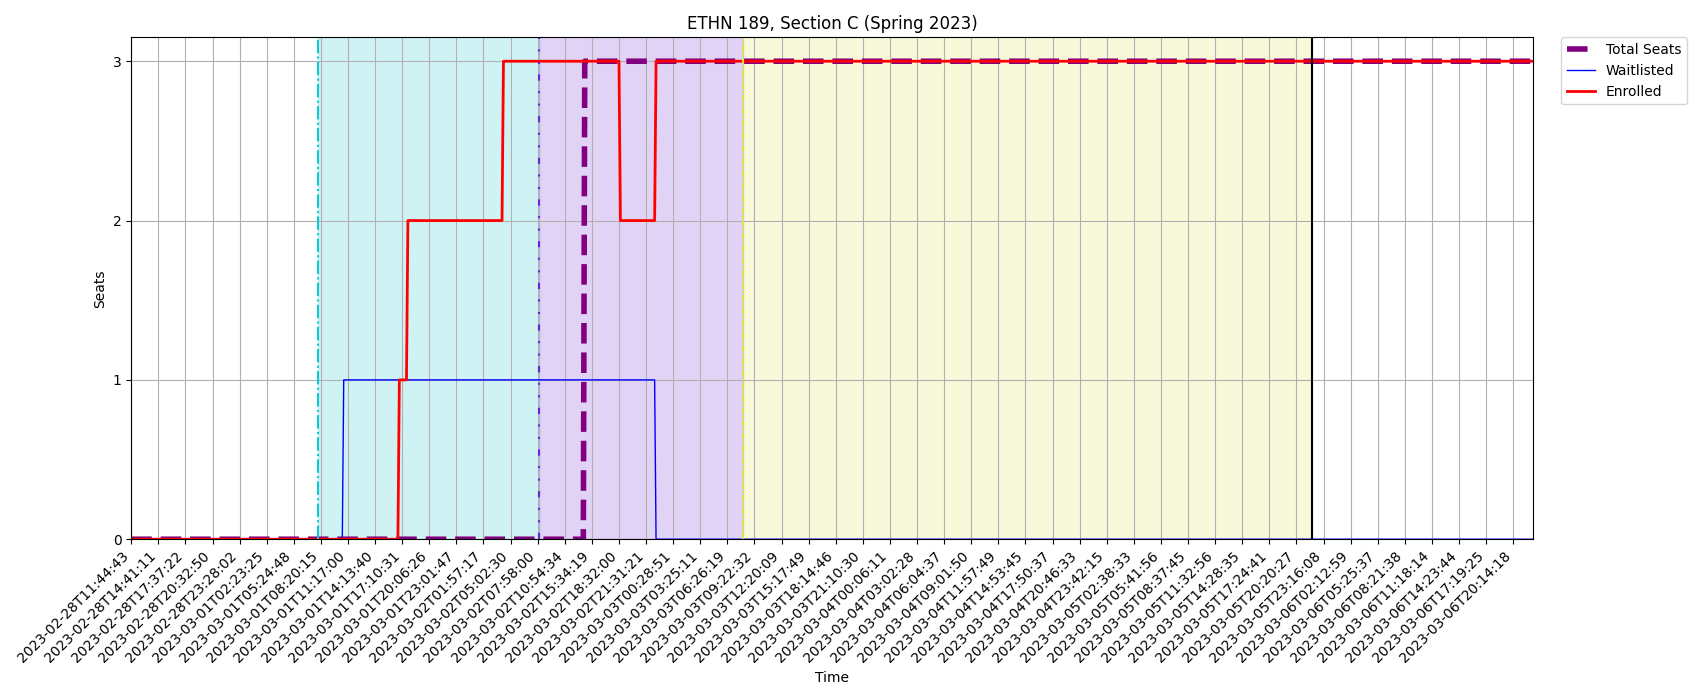 ETHN 189, Section C (Spring 2023)
Total Seats
Waitlisted
Enrolled
3
2
1
0
Seats
2023-02-28T11:44:43
2023-02-28T14:41:11
2023-02-28T17:37:22
2023-02-28T20:32:50
2023-02-28T23:28:02
2023-03-01T02:23:25
2023-03-01T05:24:48
2023-03-01T08:20:15
2023-03-01T11:17:00
2023-03-01T14:13:40
2023-03-01T17:10:31
2023-03-01T20:06:26
2023-03-01T23:01:47
2023-03-02T01:57:17
2023-03-02T05:02:30
2023-03-02T07:58:00
2023-03-02T10:54:34
2023-03-02T15:34:19
2023-03-02T18:32:00
2023-03-02T21:31:21
2023-03-03T00:28:51
2023-03-03T03:25:11
2023-03-03T06:26:19
2023-03-03T09:22:32
2023-03-03T12:20:09
2023-03-03T15:17:49
2023-03-03T18:14:46
2023-03-03T21:10:30
2023-03-04T00:06:11
2023-03-04T03:02:28
2023-03-04T06:04:37
2023-03-04T09:01:50
2023-03-04T11:57:49
2023-03-04T14:53:45
2023-03-04T17:50:37
2023-03-04T20:46:33
2023-03-04T23:42:15
2023-03-05T02:38:33
2023-03-05T05:41:56
2023-03-05T08:37:45
2023-03-05T11:32:56
2023-03-05T14:28:35
2023-03-05T17:24:41
2023-03-05T20:20:27
2023-03-05T23:16:08
2023-03-06T02:12:59
2023-03-06T05:25:37
2023-03-06T08:21:38
2023-03-06T11:18:14
2023-03-06T14:23:44
2023-03-06T17:19:25
2023-03-06T20:14:18
Time